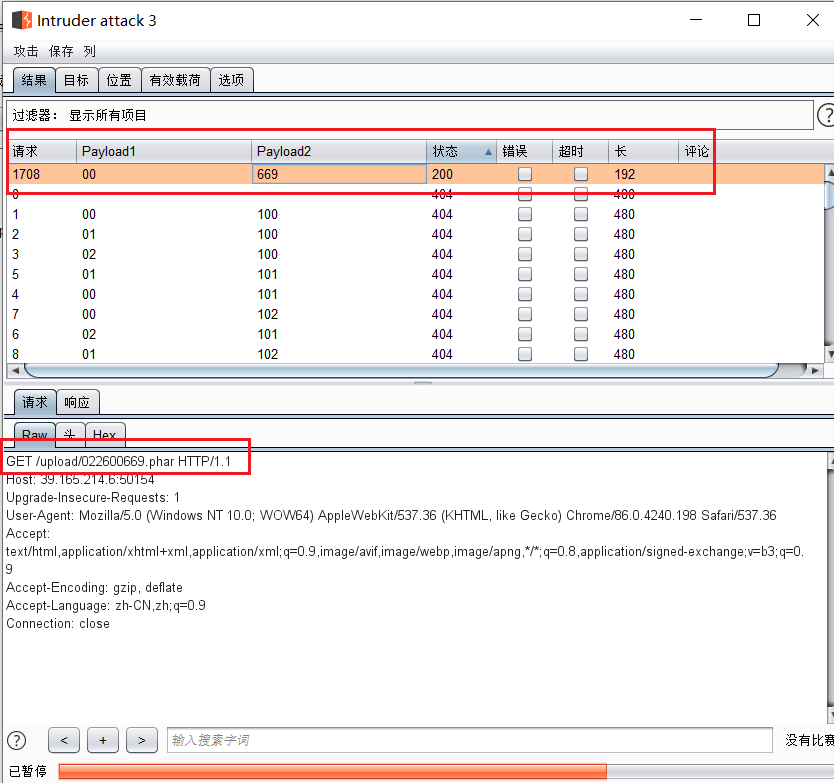 Intruder attack 3
攻击 保存 列
结果 目标 位置 有效载荷 选项
过滤器： 显示所有项目
请求 Payload1 Payload2 状态 错误 超时 长 评论
1708 00 669 200 192
0 404 480
1 00 100 404 480
2 01 100 404 480
3 02 100 404 480
5 01 101 404 480
4 00 101 404 480
7 00 102 404 480
6 02 101 404 480
8 01 102 404 480
请求 响应
Raw 头 Hex
GET /upload/022600669.phar HTTP/1.1
Host: 39.165.214.6:50154
Upgrade-Insecure-Requests: 1
User-Agent: Mozilla/5.0 (Windows NT 10.0; WOW64) AppleWebKit/537.36 (KHTML, like Gecko) Chrome/86.0.4240.198 Safari/537.36
Accept:
text/html,application/xhtml+xml,application/xml;q=0.9,image/avif,image/webp,image/apng,*/*;q=0.8,application/signed-exchange;v=b3;q=0.
9
Accept-Encoding: gzip, deflate
Accept-Language: zh-CN,zh;q=0.9
Connection: close
? < + > 输入搜索字词 没有比赛
已暂停